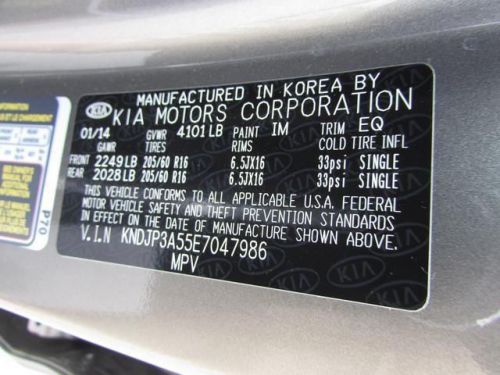 MANUFACTURED IN KOREA BY
KIA KIA MOTORS CORPORATION
01/14 GVWR 4101LB PAINT IM TRIM EQ
GAWR TIRES RIMS COLD TIRE INFL
FRONT 2249LB 205/60 R16 6.5JX16 33psi SINGLE
REAR 2028LB 205/60 R16 6.5JX16 33psi SINGLE
THIS VEHICLE CONFORMS TO ALL APPLICABLE U.S.A. FEDERAL
MOTOR VEHICLE SAFETY AND THEFT PREVENTION STANDARDS
IN EFFECT ON THE DATE OF MANUFACTURE SHOWN ABOVE.
V.I.N KNDJP3A55E7047986
MPV
P70